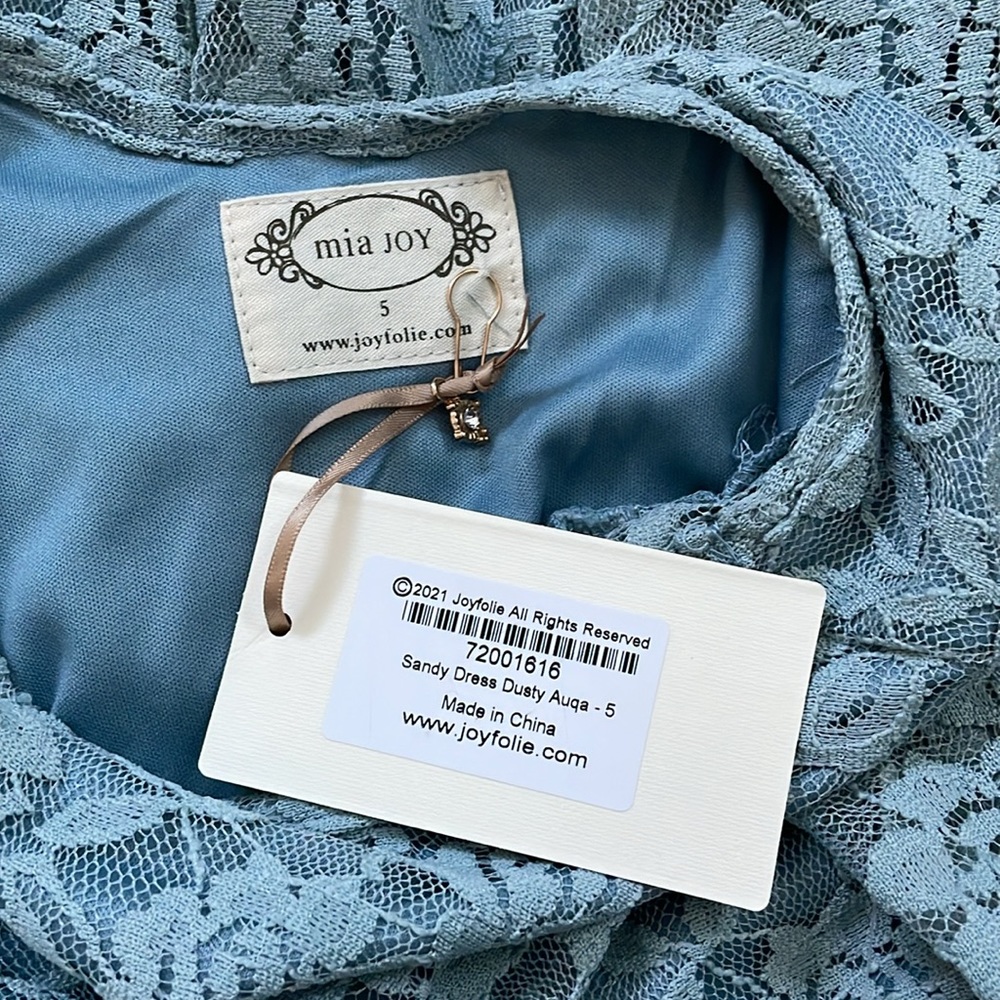 mia JOY
5
www.joyfolie.com
©2021 Joyfolie All Rights Reserved
72001616
Sandy Dress Dusty Auqa - 5
Made in China
www.joyfolie.com